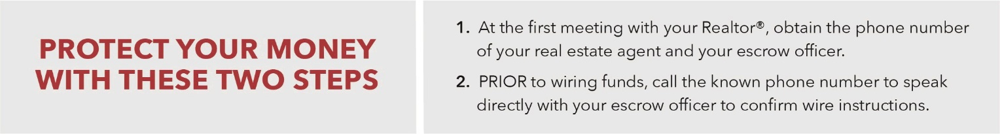 PROTECT YOUR MONEY
WITH THESE TWO STEPS
1. At the first meeting with your Realtor®, obtain the phone number
of your real estate agent and your escrow officer.
2. PRIOR to wiring funds, call the known phone number to speak
directly with your escrow officer to confirm wire instructions.